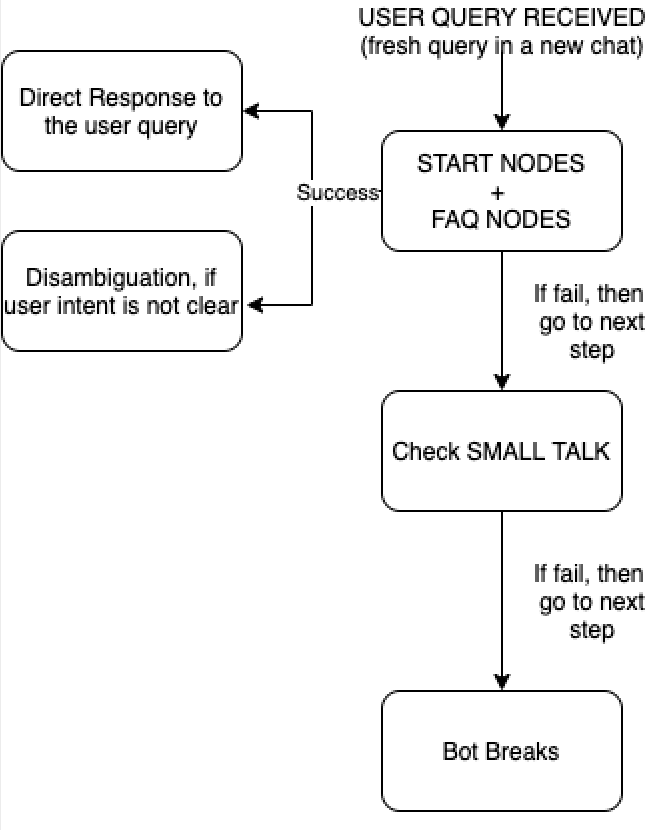 USER QUERY RECEIVED
(fresh query in a new chat)
Direct Response to
the user query
START NODES
+
FAQ NODES
Success
Disambiguation, if
user intent is not clear
If fail, then
go to next
step
Check SMALL TALK
If fail, then
go to next
step
Bot Breaks